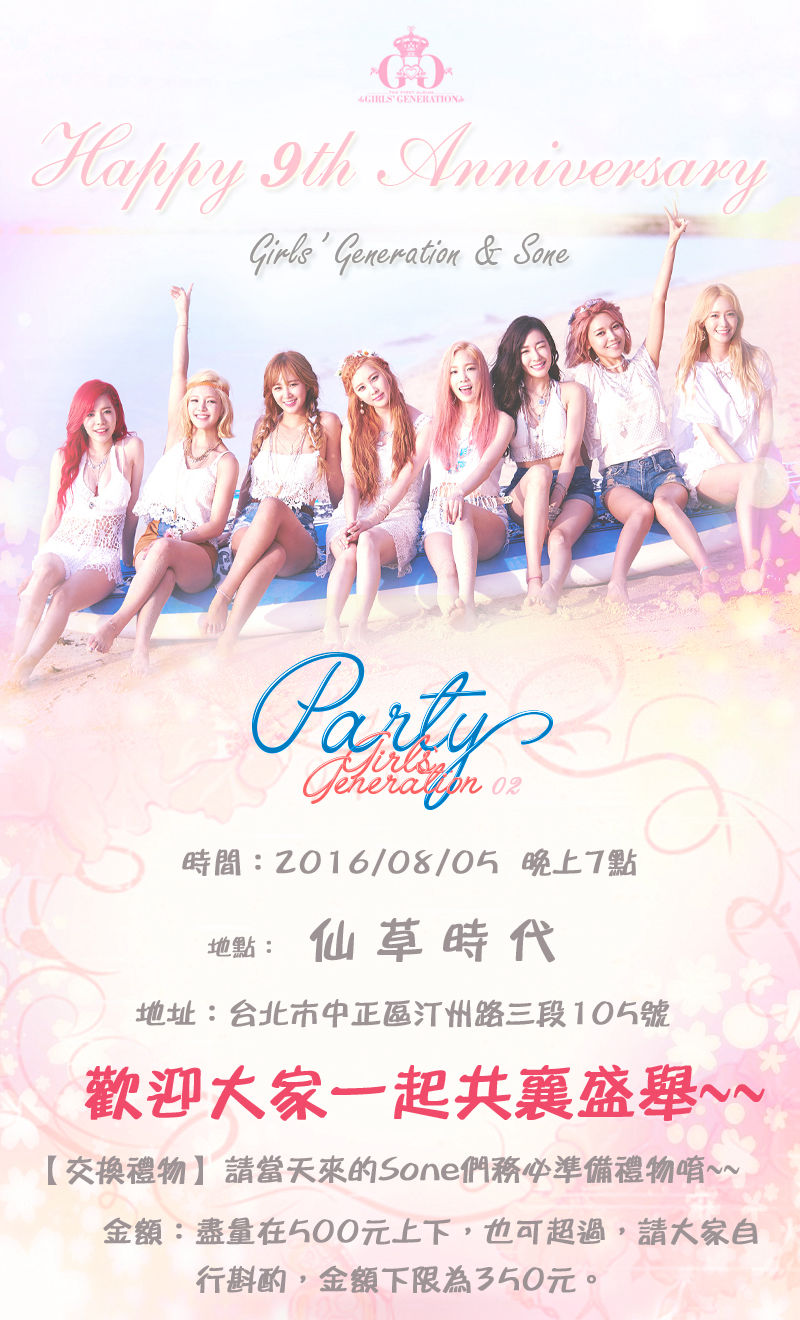 THE FIRST ALBUM
GIRLS' GENERATION
Happy 9th Anniversary
Girls' Generation & Sone
Party
Girls'
Generation 02
時間：2016/08/05 晚上7點
地點： 仙草時代
地址：台北市中正區汀州路三段105號
歡迎大家一起共襄盛舉~~
【交換禮物】請當天來的Sone們務必準備禮物唷~~
金額：盡量在500元上下，也可超過，請大家自
行斟酌，金額下限為350元。